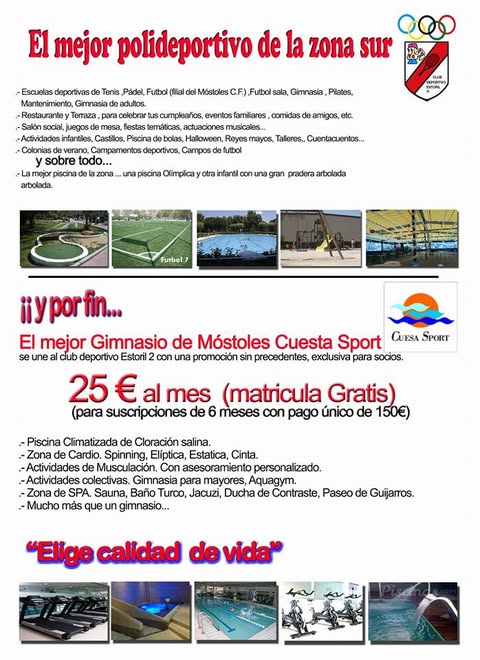 El mejor polideportivo de la zona sur
CLUB
DEPORTIVO
ESTORIL
II
.- Escuelas deportivas de Tenis ,Pádel, Futbol (filial del Móstoles C.F.) ,Futbol sala, Gimnasia , Pilates,
Mantenimiento, Gimnasia de adultos.
.- Restaurante y Terraza , para celebrar tus cumpleaños, eventos familiares , comidas de amigos, etc.
.- Salón social, juegos de mesa, fiestas temáticas, actuaciones musicales...
.- Actividades infantiles, Castillos, Piscina de bolas, Halloween, Reyes mayos, Talleres,, Cuentacuentos...
.- Colonias de verano, Campamentos deportivos, Campos de futbol
y sobre todo...
.- La mejor piscina de la zona ... una piscina Olímplica y otra infantil con una gran pradera arbolada
arbolada.
Futbol 7
¡¡ y por fin...
CUESA SPORT
El mejor Gimnasio de Móstoles Cuesta Sport
se une al club deportivo Estoril 2 con una promoción sin precedentes, exclusiva para socios.
25 € al mes (matricula Gratis)
(para suscripciones de 6 meses con pago único de 150€)
.- Piscina Climatizada de Cloración salina.
.- Zona de Cardio. Spinning, Elíptica, Estatica, Cinta.
.- Actividades de Musculación. Con asesoramiento personalizado.
.- Actividades colectivas. Gimnasia para mayores, Aquagym.
.- Zona de SPA. Sauna, Baño Turco, Jacuzi, Ducha de Contraste, Paseo de Guijarros.
.- Mucho más que un gimnasio...
“Elige calidad de vida”